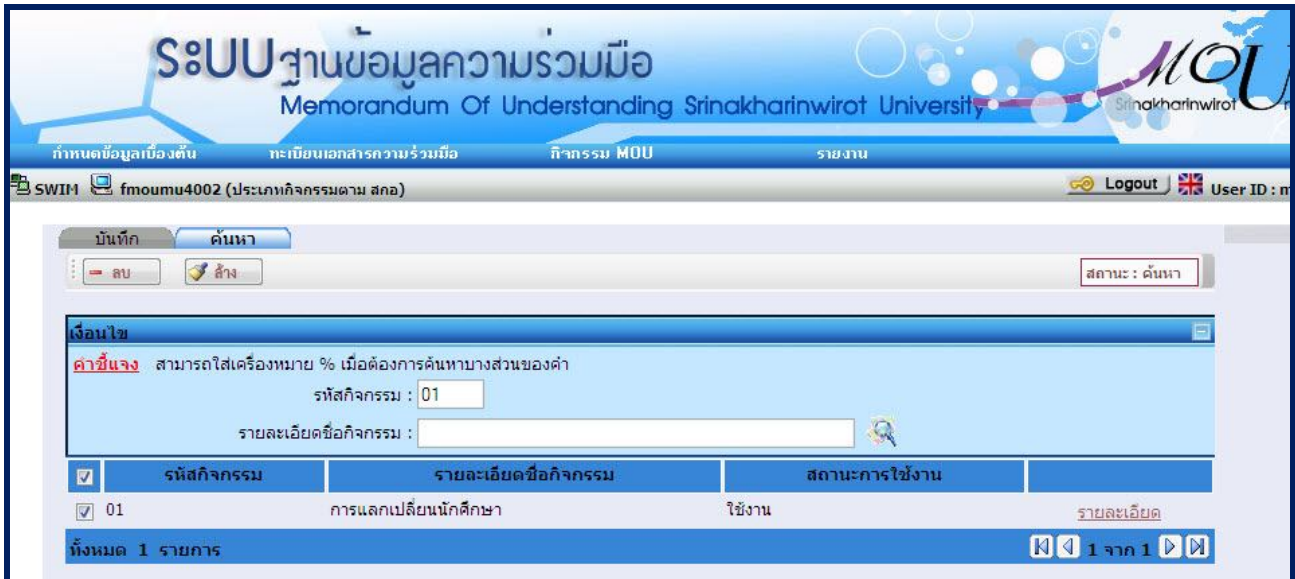 ระบบฐานข้อมูลความร่วมมือ
Memorandum Of Understanding Srinakharinwirot University
MOU
Srinakharinwirot
กำหนดข้อมูลเบื้องต้น ทะเบียนเอกสารความร่วมมือ กิจกรรม MOU รายงาน
SWIM fmoumu4002 (ประเภทกิจกรรมตาม สกอ) Logout User ID : m
บันทึก ค้นหา
ลบ ล้าง สถานะ : ค้นหา
เงื่อนไข
คำชี้แจง สามารถใส่เครื่องหมาย % เมื่อต้องการค้นหาบางส่วนของคำ
รหัสกิจกรรม : 01
รายละเอียดชื่อกิจกรรม :
รหัสกิจกรรม รายละเอียดชื่อกิจกรรม สถานะการใช้งาน
01 การแลกเปลี่ยนนักศึกษา ใช้งาน รายละเอียด
ทั้งหมด 1 รายการ 1 จาก 1